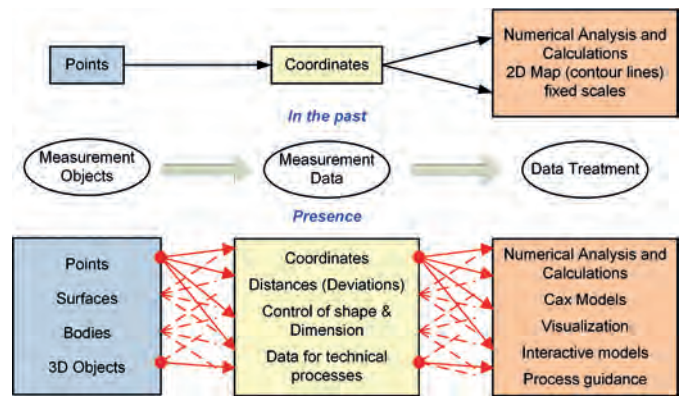 Points
Coordinates
Numerical Analysis and
Calculations
2D Map (contour lines)
fixed scales
In the past
Measurement
Objects
Measurement
Data
Data Treatment
Presence
Points
Surfaces
Bodies
3D Objects
Coordinates
Distances (Deviations)
Control of shape &
Dimension
Data for technical
processes
Numerical Analysis and
Calculations
Cax Models
Visualization
Interactive models
Process guidance